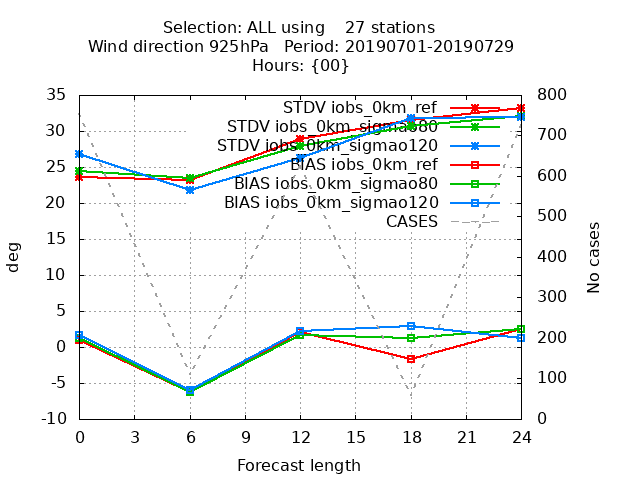 Selection: ALL using    27 stations
Wind direction 925hPa   Period: 20190701-20190729
Hours: {00}
35
30
25
20
15
10
5
0
-5
-10
deg
800
700
600
500
400
300
200
100
0
No cases
STDV iobs_0km_ref
STDV iobs_0km_sigmao80
STDV iobs_0km_sigmao120
BIAS iobs_0km_ref
BIAS iobs_0km_sigmao80
BIAS iobs_0km_sigmao120
CASES
0 3 6 9 12 15 18 21 24
Forecast length